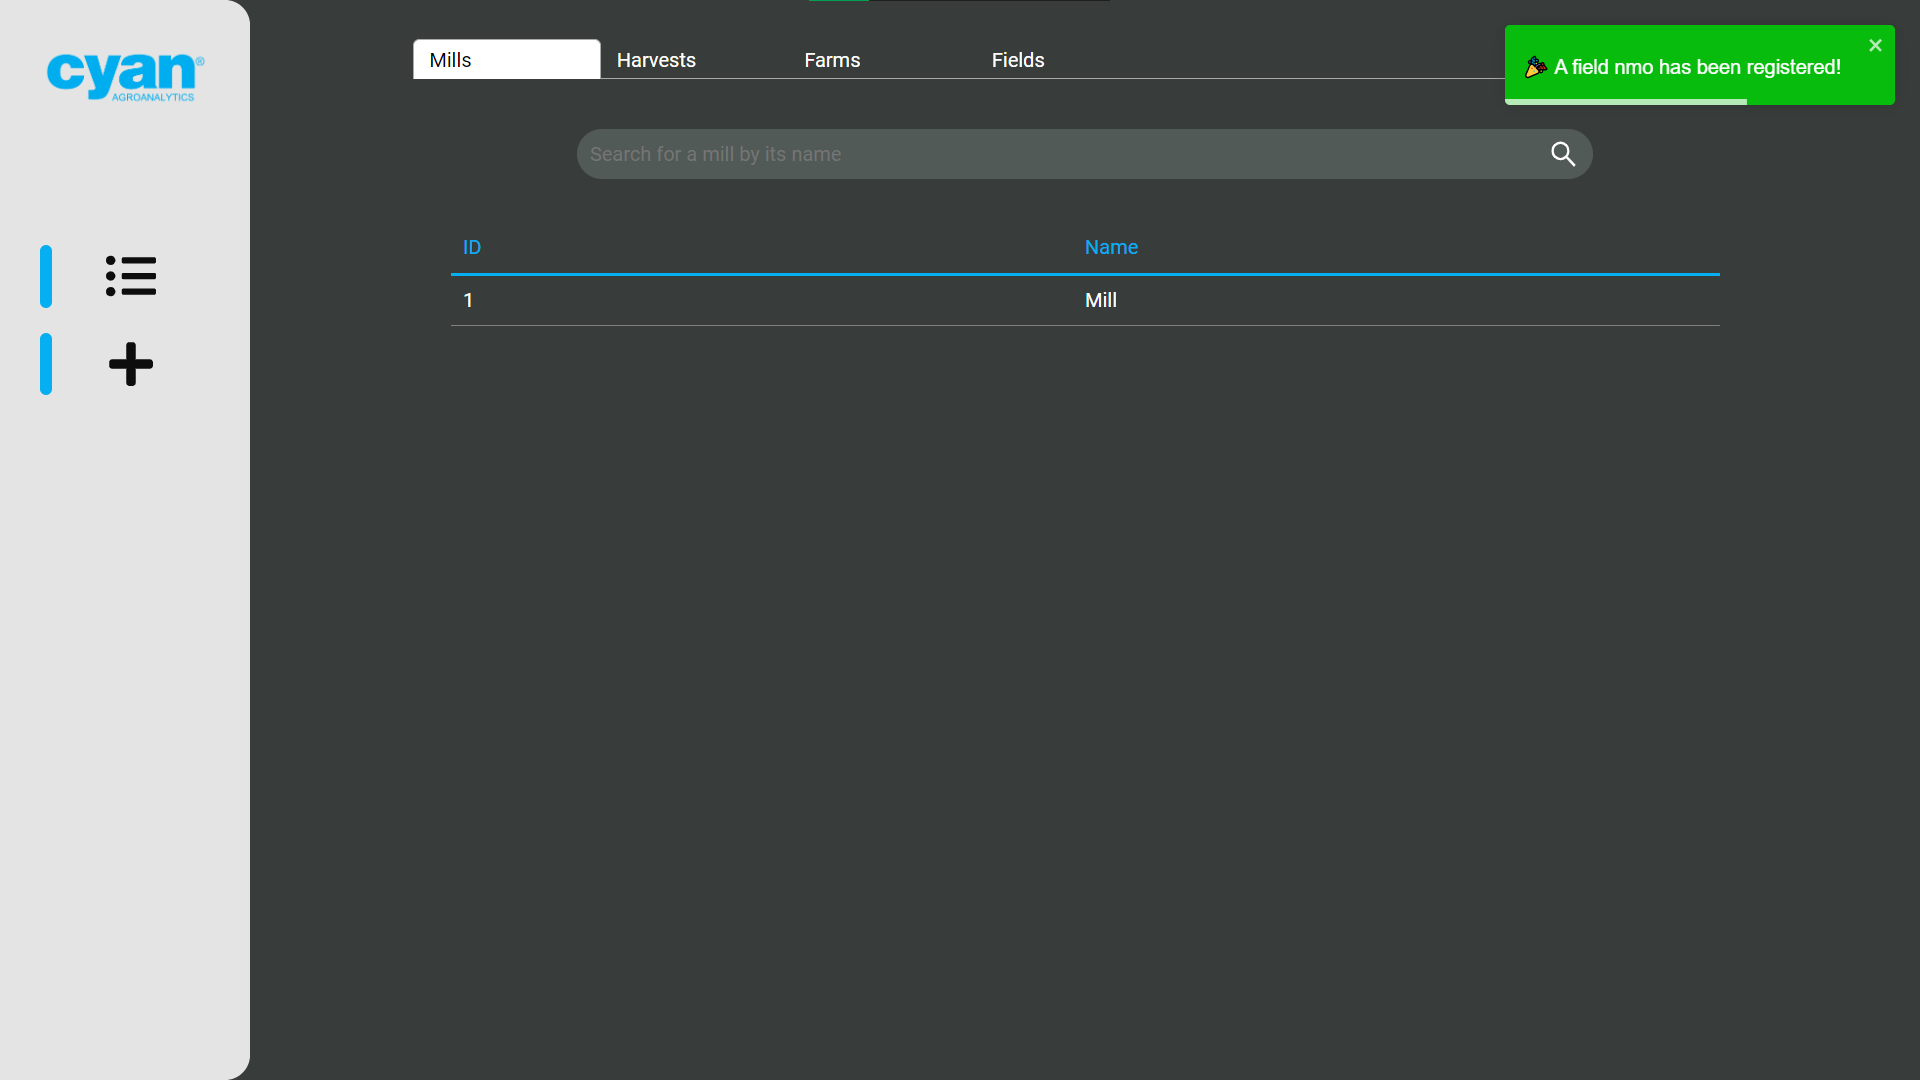 cyan®
AGROANALYTICS
Mills
Harvests
Farms
Fields
🎉 A field nmo has been registered!
Search for a mill by its name
ID Name
1 Mill